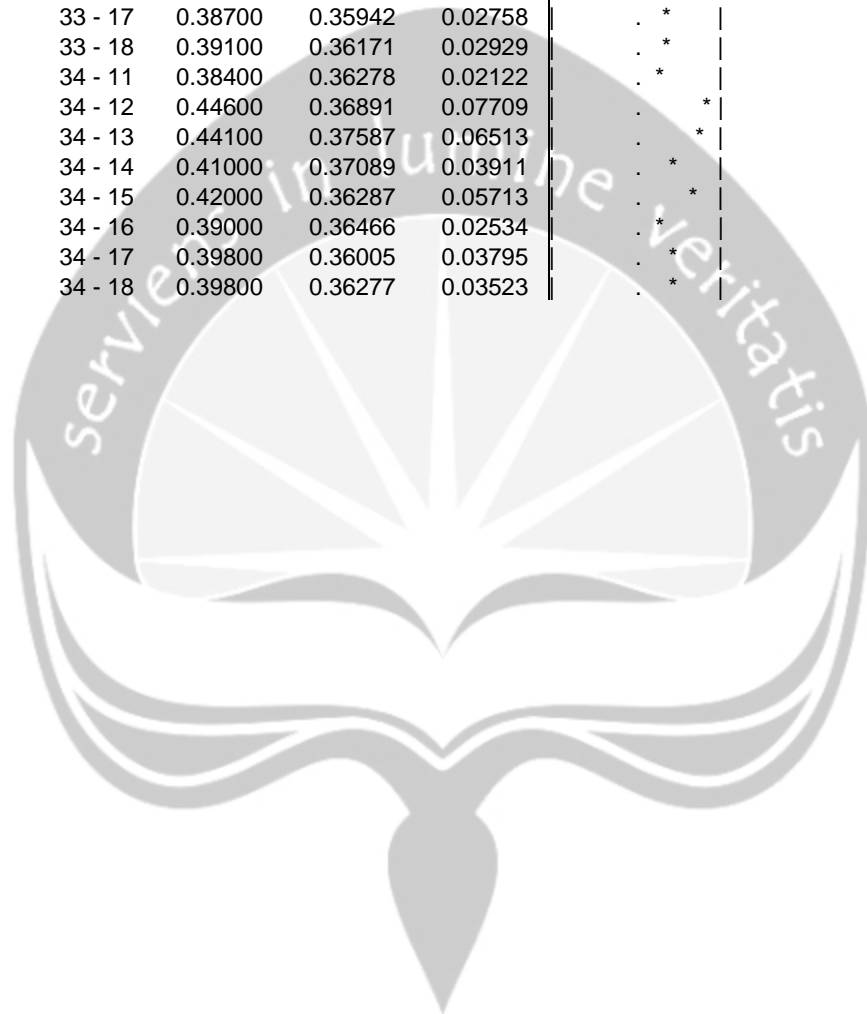 33 - 17 0.38700 0.35942 0.02758 | . * |
33 - 18 0.39100 0.36171 0.02929 | . * |
34 - 11 0.38400 0.36278 0.02122 | . * |
34 - 12 0.44600 0.36891 0.07709 | . * |
34 - 13 0.44100 0.37587 0.06513 | . * |
34 - 14 0.41000 0.37089 0.03911 | . * |
34 - 15 0.42000 0.36287 0.05713 | . * |
34 - 16 0.39000 0.36466 0.02534 | . * |
34 - 17 0.39800 0.36005 0.03795 | . * |
34 - 18 0.39800 0.36277 0.03523 | . * |
serviens in lumine veritatis